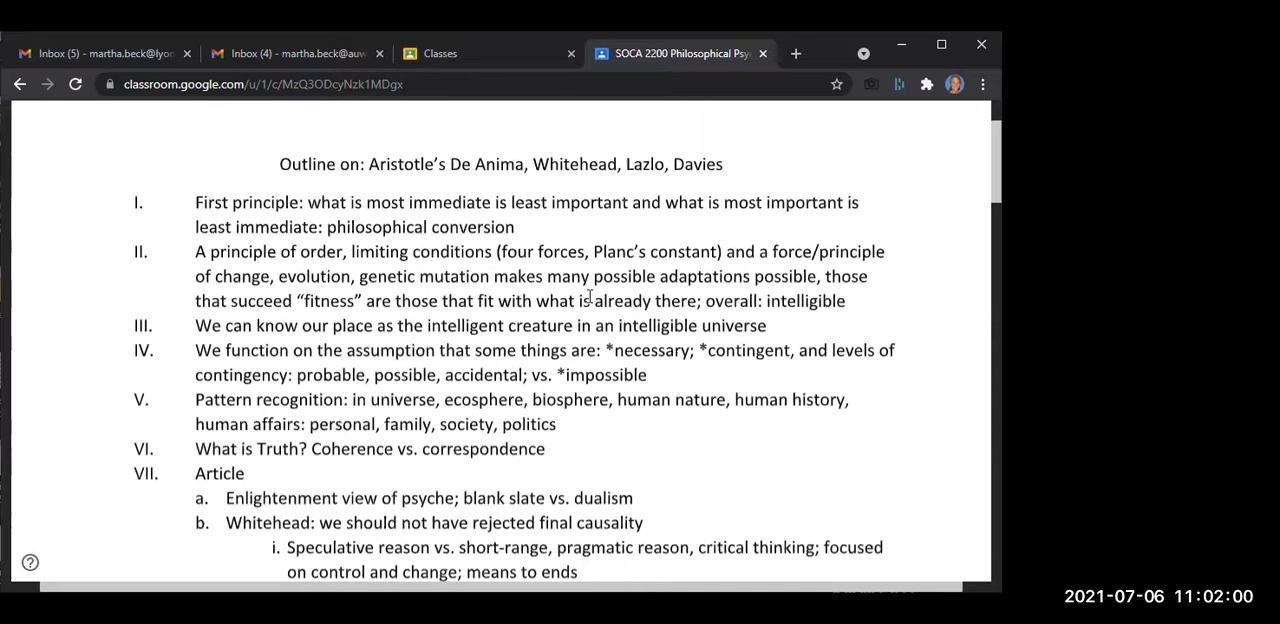 Inbox (5) - martha.beck@lyon
Inbox (4) - martha.beck@auw
Classes
SOCA 2200 Philosophical Psy
classroom.google.com/u/1/c/MzQ3ODcyNzk1MDgx
Outline on: Aristotle’s De Anima, Whitehead, Lazlo, Davies
I. First principle: what is most immediate is least important and what is most important is
least immediate: philosophical conversion
II. A principle of order, limiting conditions (four forces, Planc’s constant) and a force/principle
of change, evolution, genetic mutation makes many possible adaptations possible, those
that succeed “fitness” are those that fit with what is already there; overall: intelligible
III. We can know our place as the intelligent creature in an intelligible universe
IV. We function on the assumption that some things are: *necessary; *contingent, and levels of
contingency: probable, possible, accidental; vs. *impossible
V. Pattern recognition: in universe, ecosphere, biosphere, human nature, human history,
human affairs: personal, family, society, politics
VI. What is Truth? Coherence vs. correspondence
VII. Article
a. Enlightenment view of psyche; blank slate vs. dualism
b. Whitehead: we should not have rejected final causality
i. Speculative reason vs. short-range, pragmatic reason, critical thinking; focused
on control and change; means to ends
2021-07-06 11:02:00